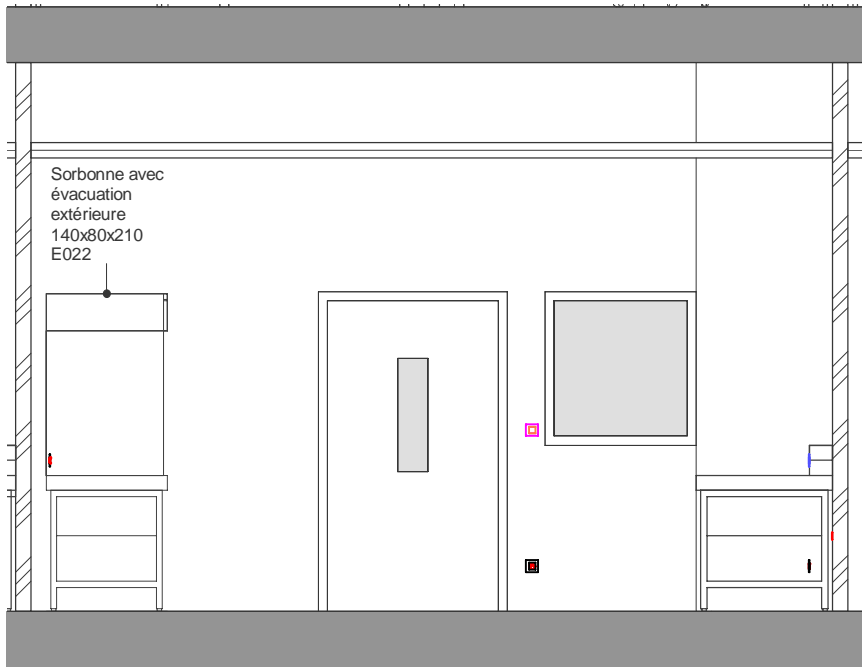 Sorbonne avec
évacuation
extérieure
140x80x210
E022